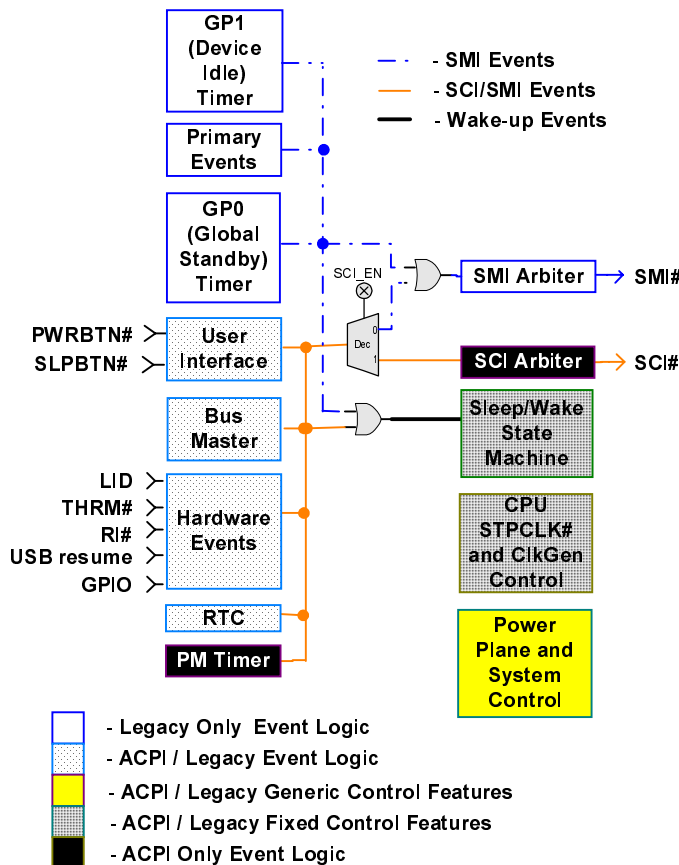 GP1
(Device
Idle)
Timer
- SMI Events
- SCI/SMI Events
- Wake-up Events
Primary
Events
GP0
(Global
Standby)
Timer
SCI_EN
SMI Arbiter
SMI#
PWRBTN#
SLPBTN#
User
Interface
0
Dec
1
SCI Arbiter
SCI#
Bus
Master
Sleep/Wake
State
Machine
LID
THRM#
RI#
USB resume
GPIO
Hardware
Events
CPU
STPCLK#
and ClkGen
Control
RTC
PM Timer
Power
Plane and
System
Control
- Legacy Only Event Logic
- ACPI / Legacy Event Logic
- ACPI / Legacy Generic Control Features
- ACPI / Legacy Fixed Control Features
- ACPI Only Event Logic